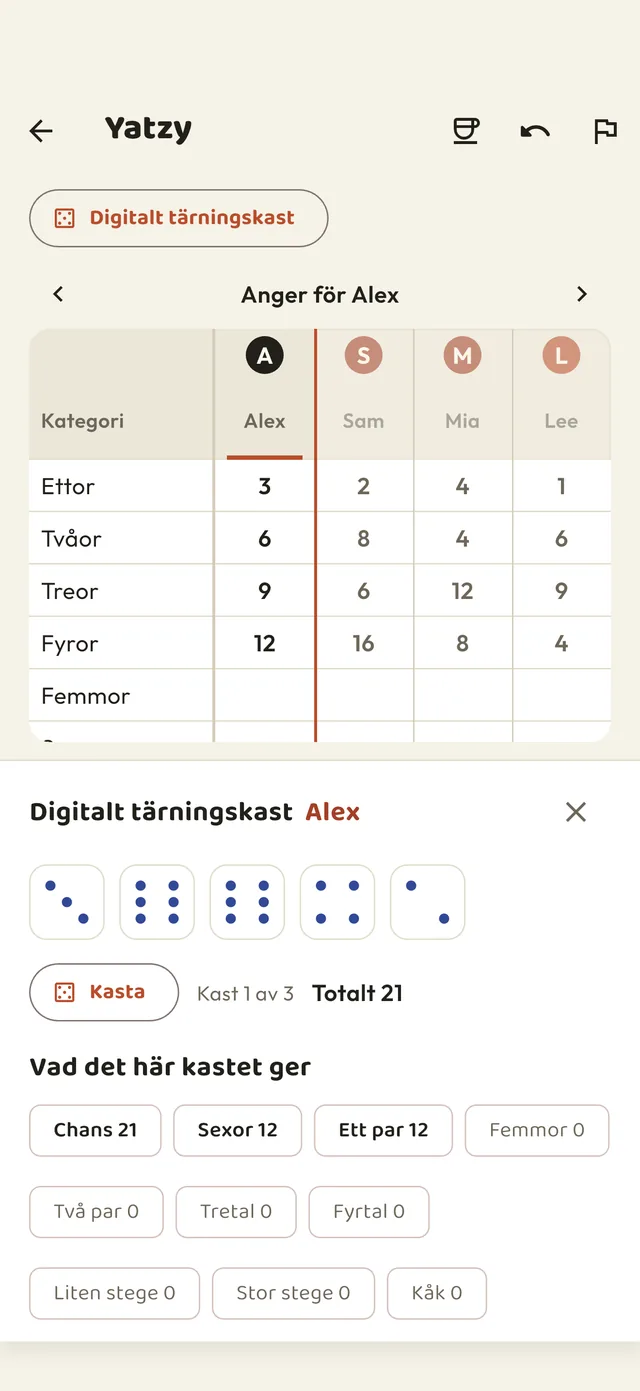 Yatzy
Digitalt tärningskast
Anger för Alex
A S M L
Kategori Alex Sam Mia Lee
Ettor 3 2 4 1
Tvåor 6 8 4 6
Treor 9 6 12 9
Fyror 12 16 8 4
Femmor
Digitalt tärningskast Alex
Kasta Kast 1 av 3 Totalt 21
Vad det här kastet ger
Chans 21 Sexor 12 Ett par 12 Femmor 0
Två par 0 Tretal 0 Fyrtal 0
Liten stege 0 Stor stege 0 Kåk 0